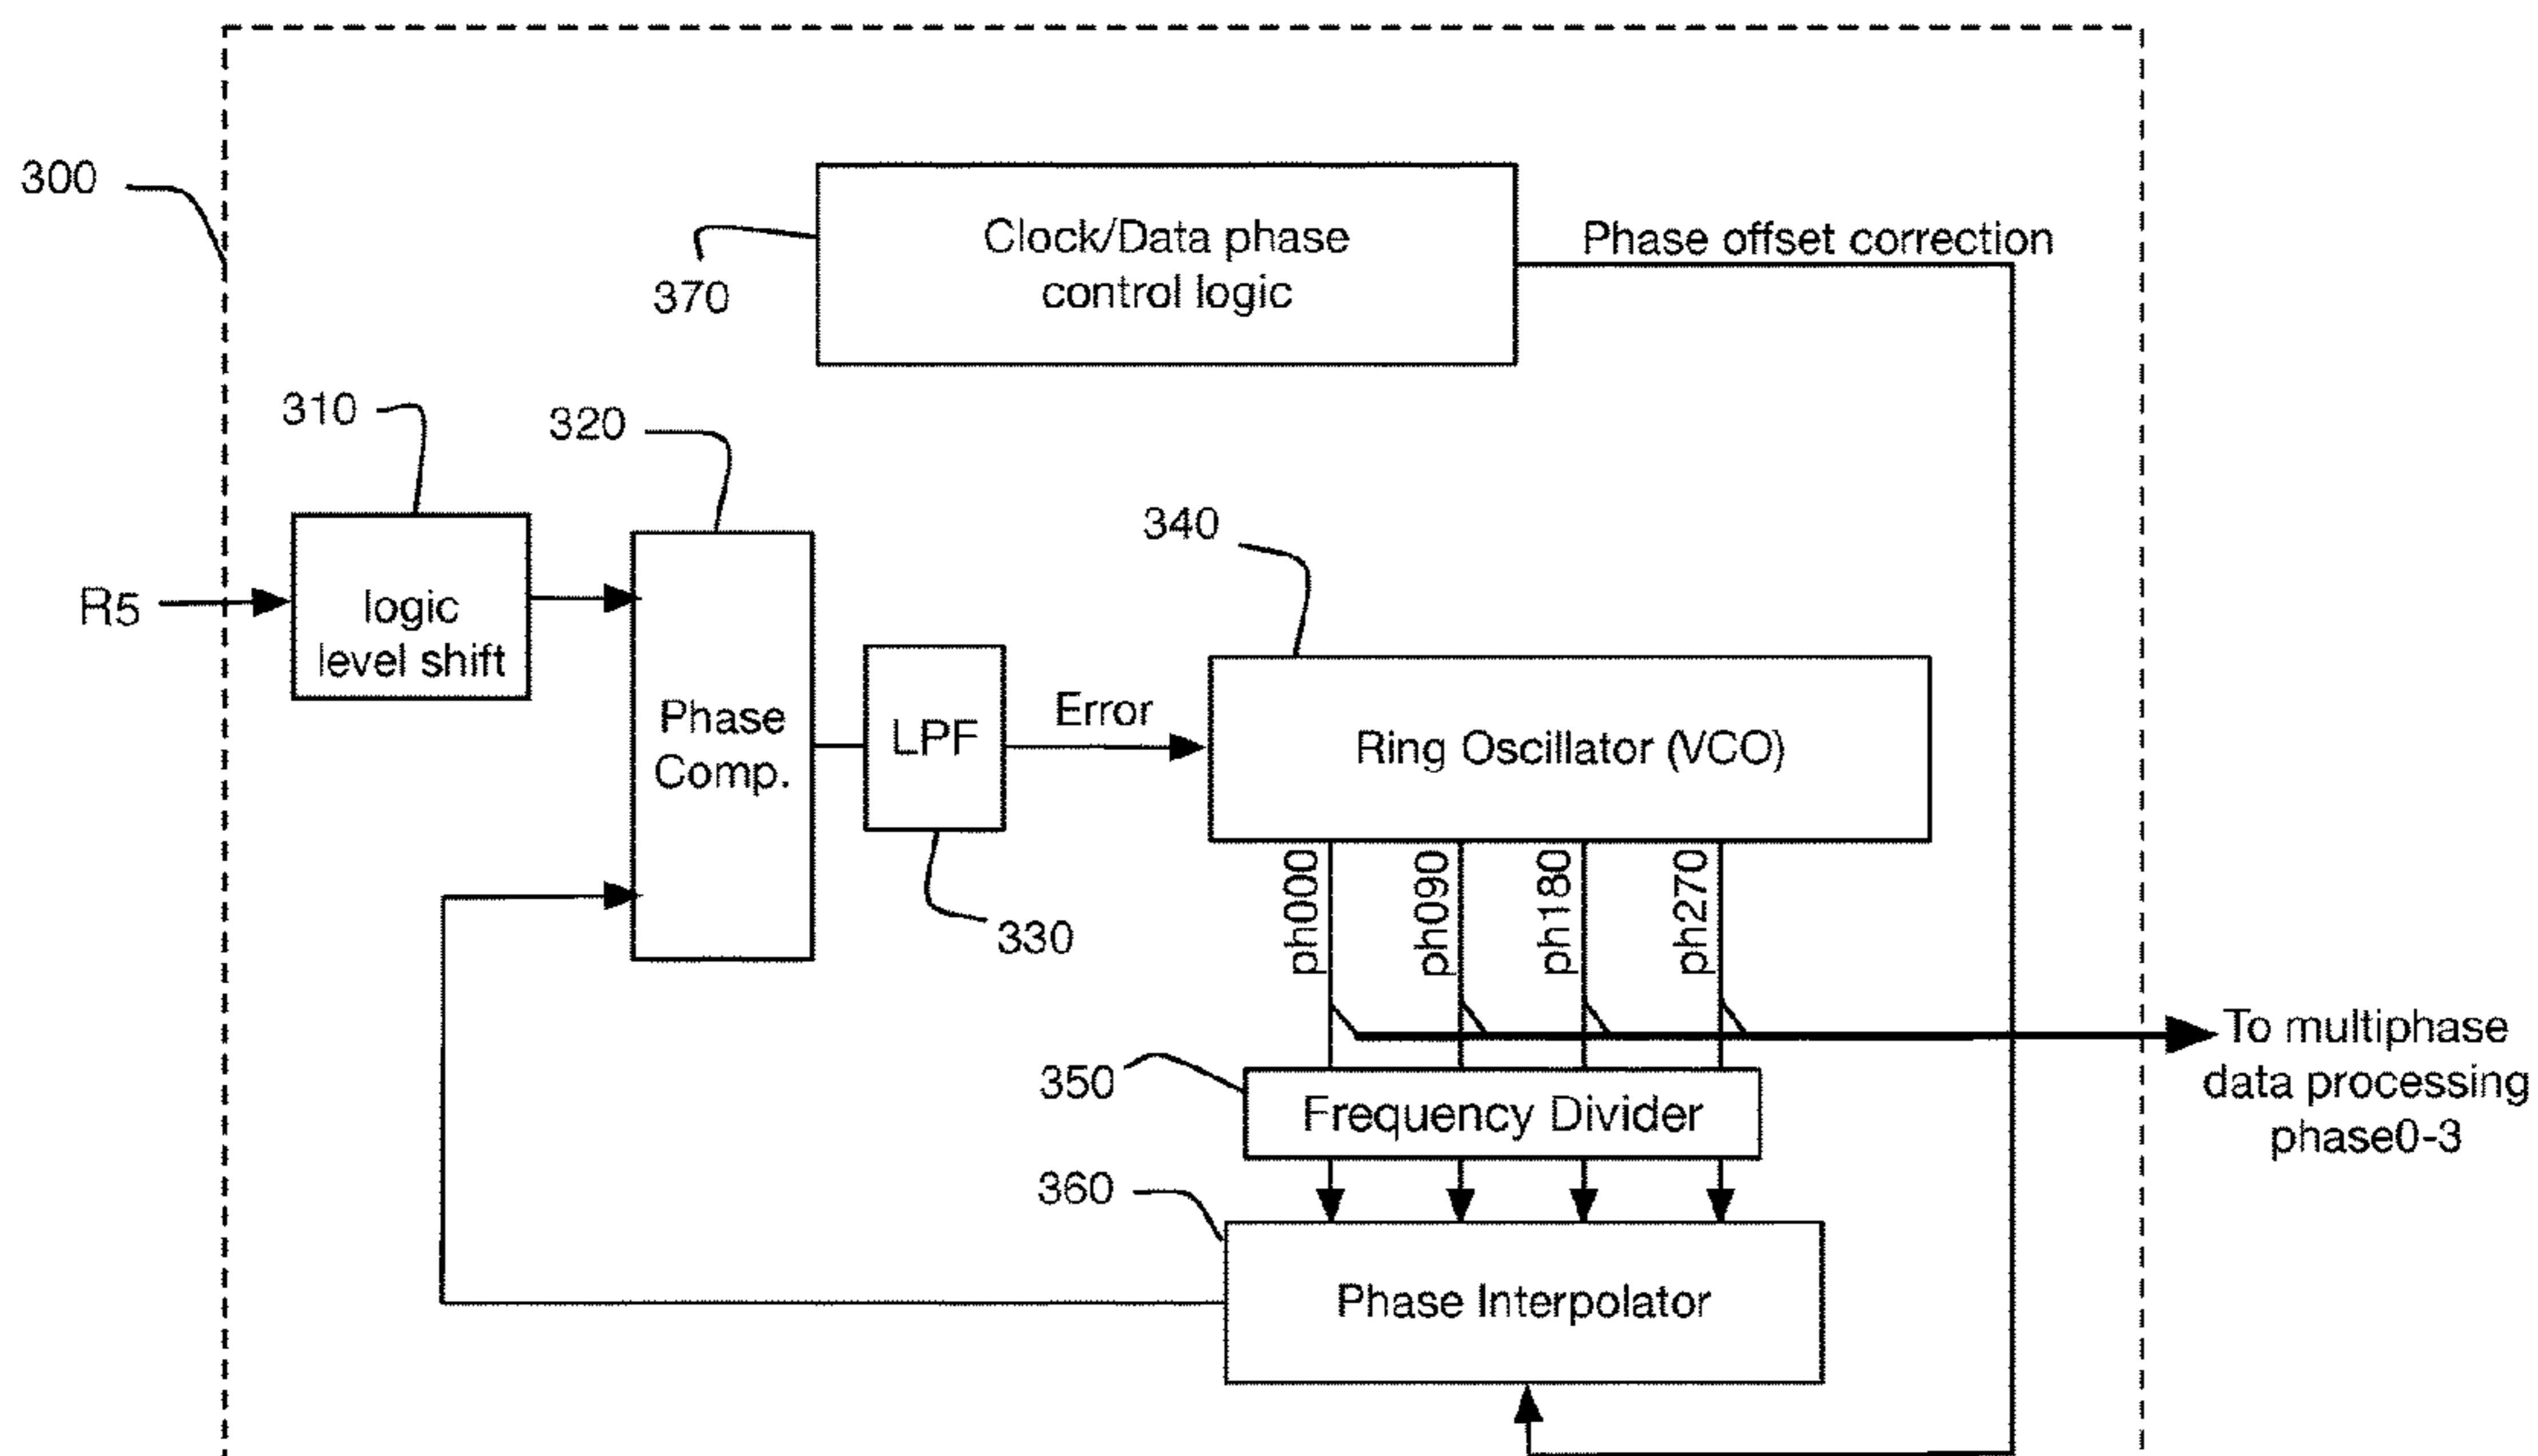 300
370
Clock/Data phase
control logic
Phase offset correction
310
320
340
R5
logic
level shift
Phase
Comp.
LPF
Error
Ring Oscillator (VCO)
330
ph000
ph090
ph180
ph270
To multiphase
data processing
phase0-3
350
Frequency Divider
360
Phase Interpolator